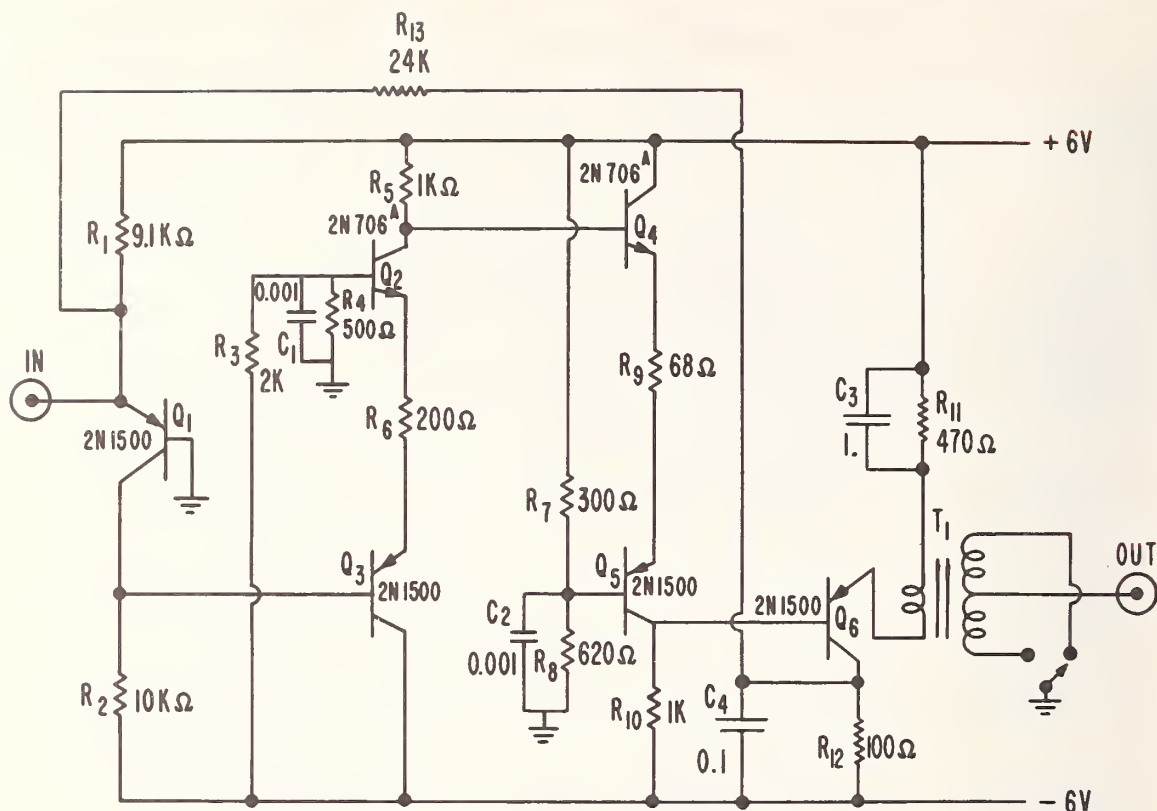 R13
24K
+ 6V
2N706A
R5
1KΩ
2N706A
Q4
R1
9.1KΩ
Q2
0.001
R4
500Ω
C1
R3
2K
IN
R9
68Ω
C3
R11
470Ω
1.
Q1
2N1500
R6
200Ω
R7
300Ω
T1
OUT
Q3
2N1500
Q5
2N1500
2N1500
Q6
C2
0.001
R8
620Ω
R2
10KΩ
R10
1K
C4
0.1
R12
100Ω
- 6V